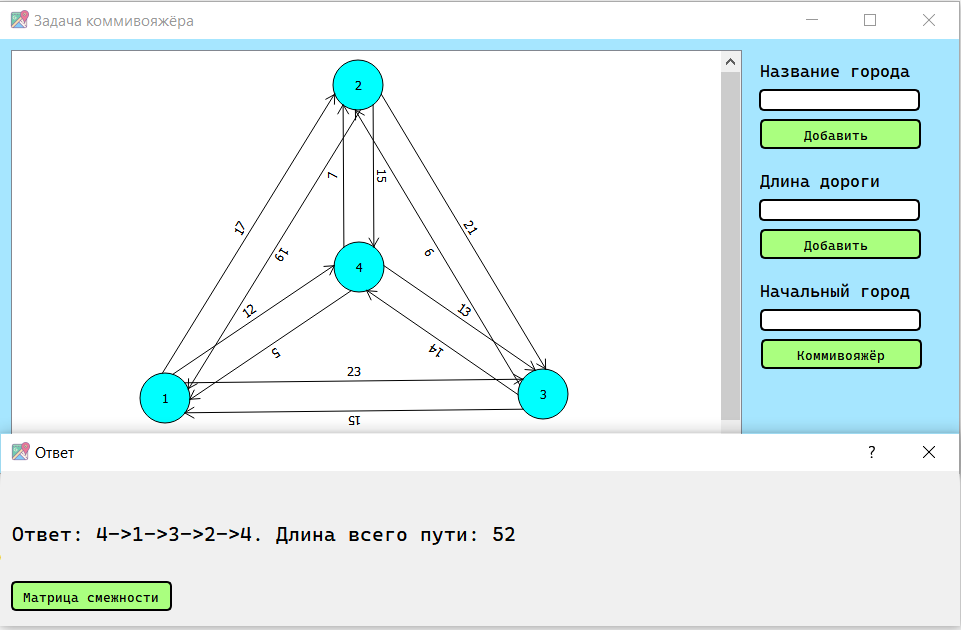 Задача коммивояжёра
2
Название города
Добавить
7
15
Длина дороги
17
21
19
6
Добавить
4
Начальный город
12
13
5
14
Коммивояжёр
23
1
3
15
Ответ
?
Ответ: 4->1->3->2->4. Длина всего пути: 52
Матрица смежности